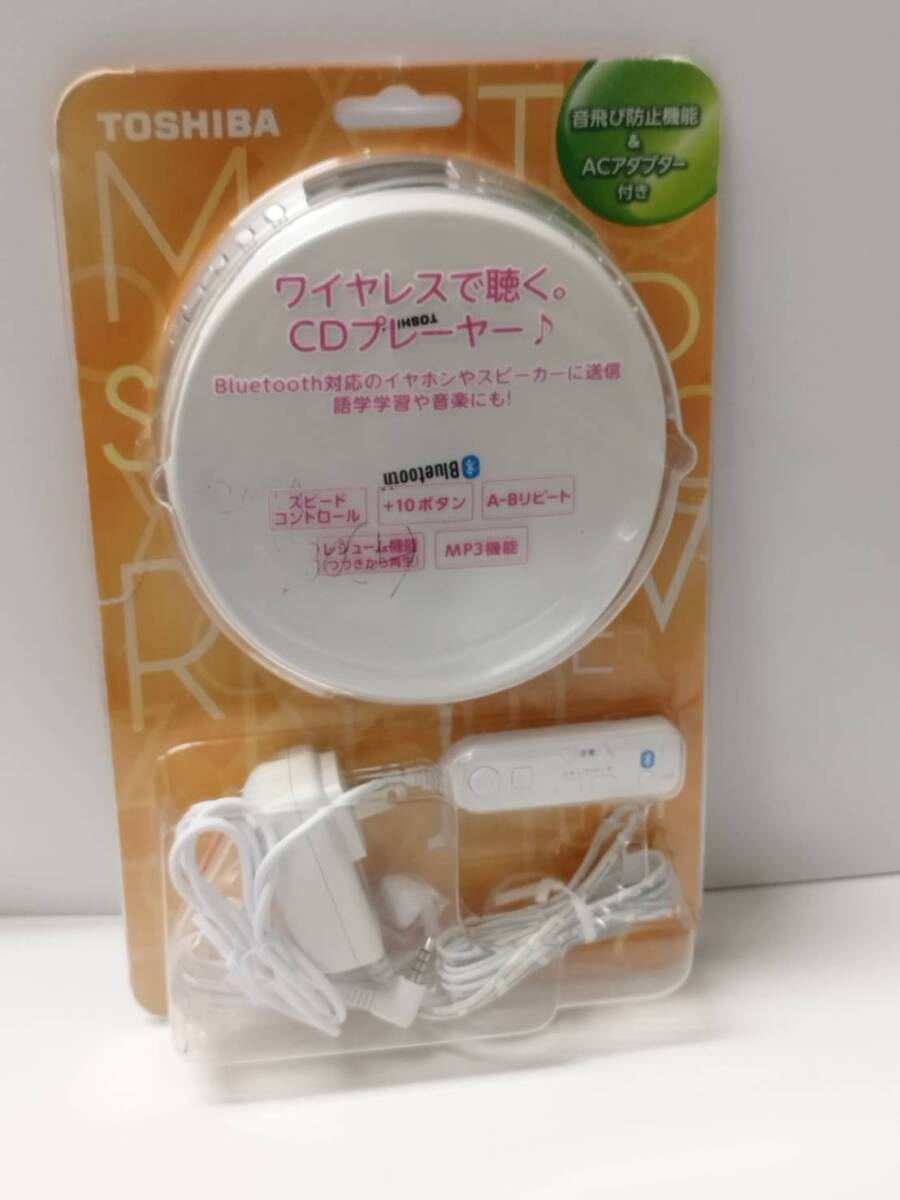 TOSHIBA
音飛び防止機能
&
ACアダプター
付き
ワイヤレスで聴く。
CDプレーヤー♪
TOSHI
Bluetooth対応のイヤホンやスピーカーに送信
語学学習や音楽にも!
Bluetooth
スピード
コントロール
+10ボタン
A-Bリピート
レジューム機能
(つづきから再生)
MP3機能